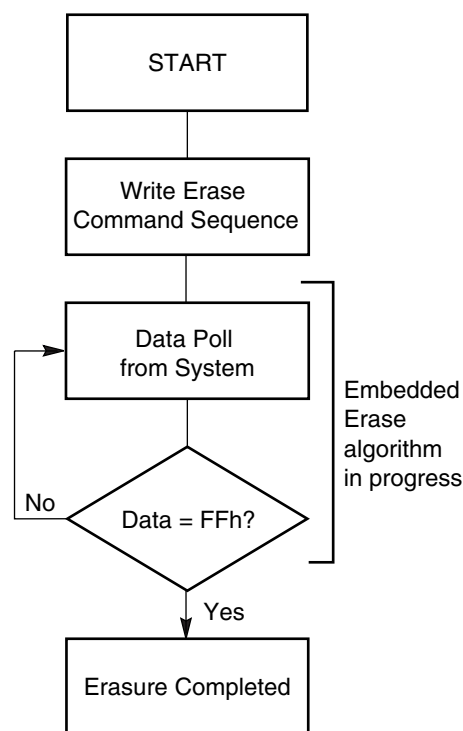 START
Write Erase
Command Sequence
Data Poll
from System
Embedded
Erase
algorithm
in progress
No
Data = FFh?
Yes
Erasure Completed